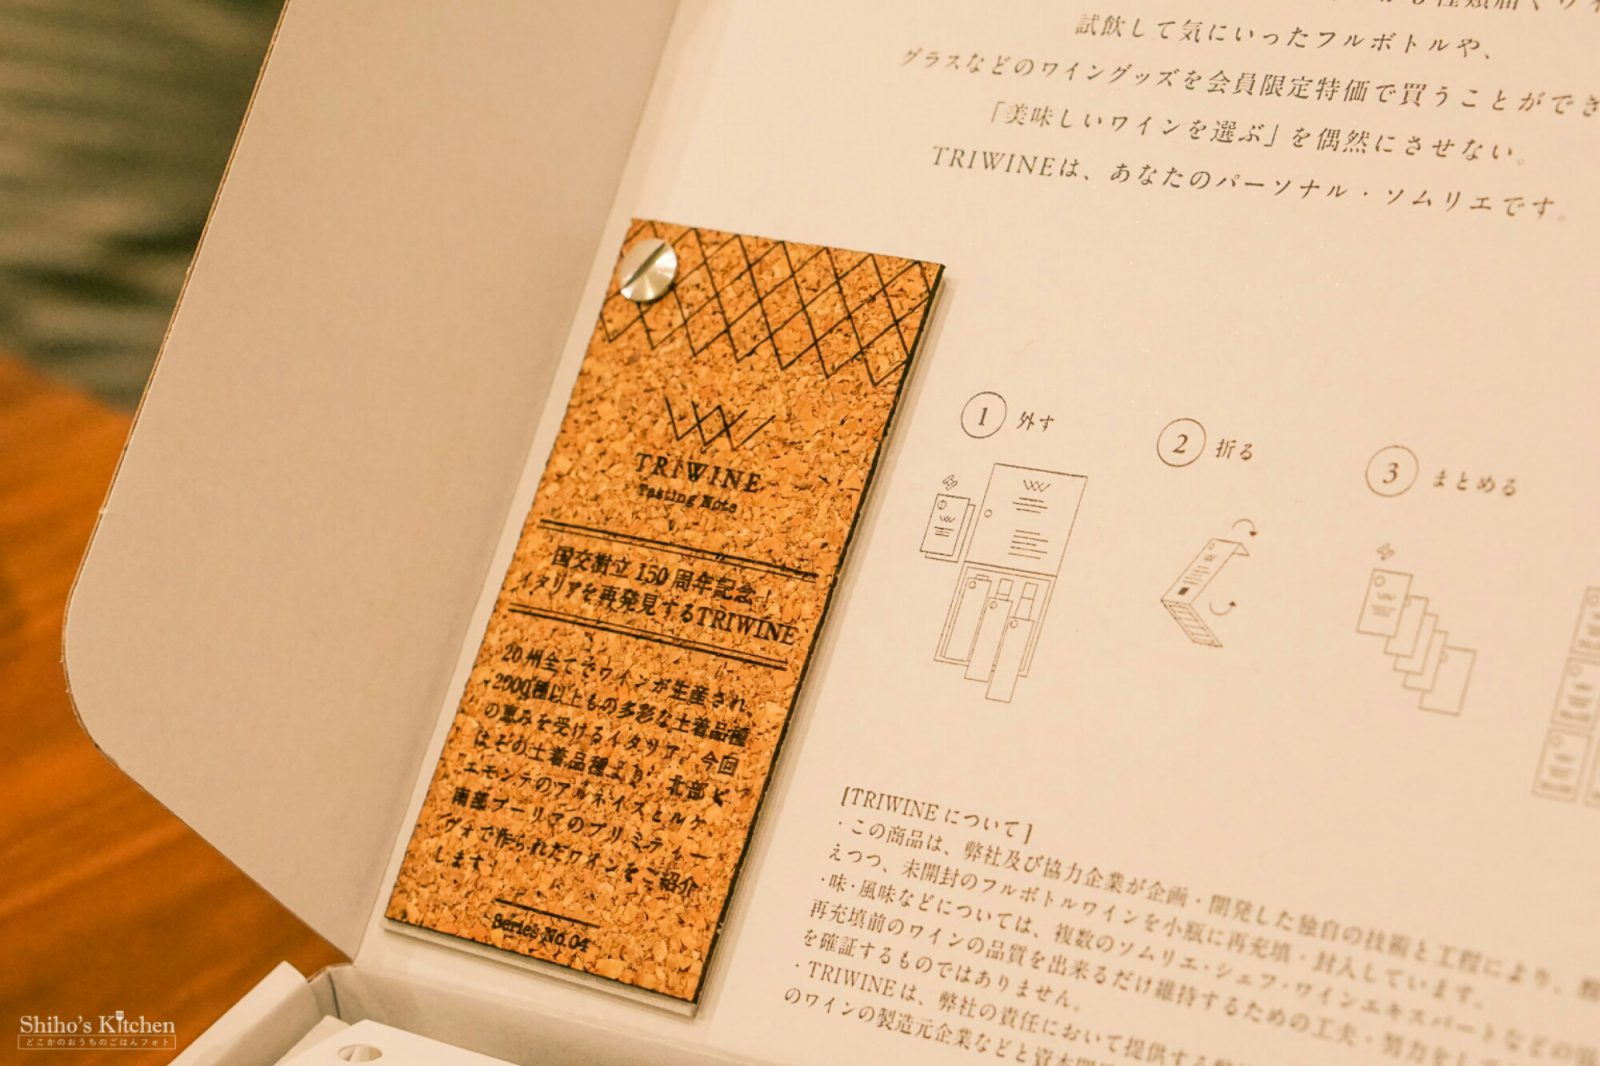 試飲して気にいったフルボトルや、
グラスなどのワイングッズを会員限定特価で買うことができ
「美味しいワインを選ぶ」を偶然にさせない。
TRIWINEは、あなたのパーソナル・ソムリエです。
TRIWINE
Tasting Note
国交樹立150周年記念!
イタリアを再発見するTRIWINE
20州全てでワインが生産され
2000種以上もの多彩な土着品種
の恵みを受けるイタリア。今回
はその土着品種より、北部ピ
エモンテのアルネイズとルケ、
南部プーリアのプリミティー
ヴォで作られたワインをご紹介
します!
Series No.04
1 外す
2 折る
3 まとめる
[TRIWINEについて]
・この商品は、弊社及び協力企業が企画・開発した独自の技術と工程により、
えつつ、未開封のフルボトルワインを小瓶に再充填・封入しています。
・味・風味などについては、複数のソムリエ・シェフ・ワインエキスパートなどの
再充填前のワインの品質を出来るだけ維持するための工夫・努力をして
を確証するものではありません。
・TRIWINEは、弊社の責任において提供する
のワインの製造元企業などと資本関
Shiho's Kitchen
どこかのおうちのごはんフォト